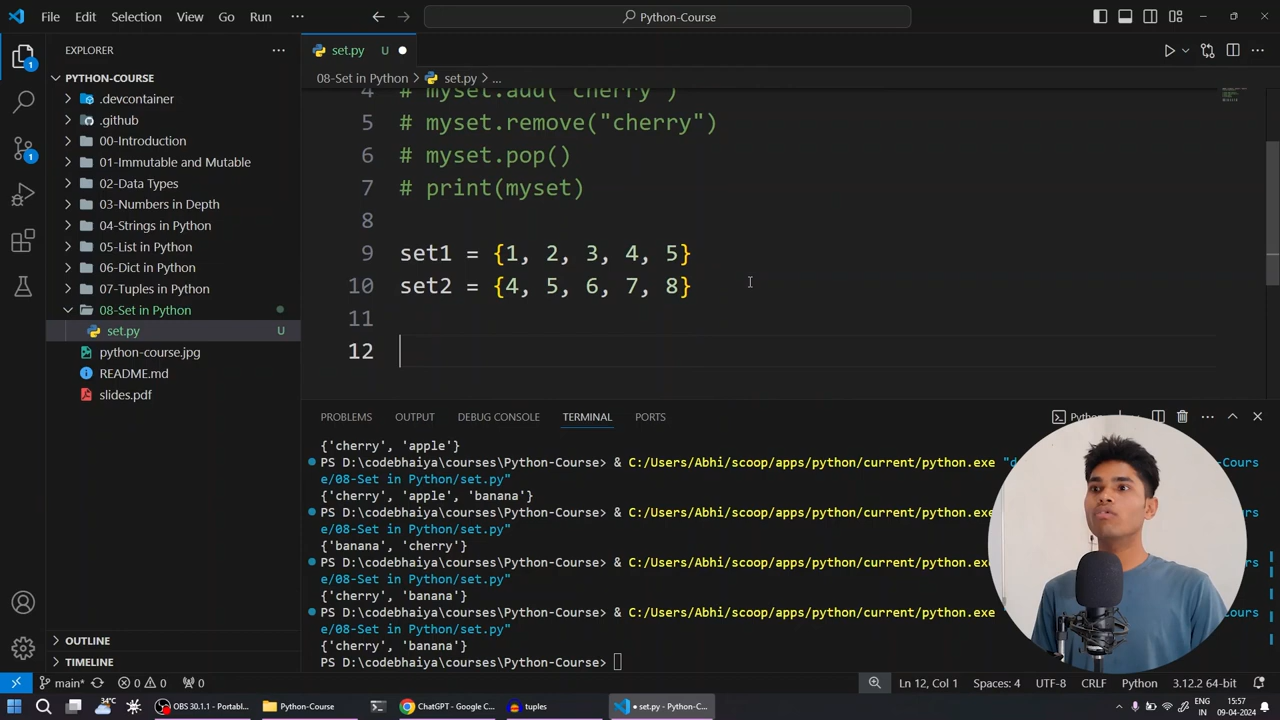 File Edit Selection View Go Run ··· Python-Course
EXPLORER ···
set.py U
PYTHON-COURSE
08-Set in Python > set.py > ...
.devcontainer
.github
00-Introduction
01-Immutable and Mutable
02-Data Types
03-Numbers in Depth
04-Strings in Python
05-List in Python
06-Dict in Python
07-Tuples in Python
08-Set in Python
set.py U
python-course.jpg
README.md
slides.pdf
OUTLINE
TIMELINE
4 # myset.add("cherry")
5 # myset.remove("cherry")
6 # myset.pop()
7 # print(myset)
8
9 set1 = {1, 2, 3, 4, 5}
10 set2 = {4, 5, 6, 7, 8}
11
12
PROBLEMS OUTPUT DEBUG CONSOLE TERMINAL PORTS
{'cherry', 'apple'}
PS D:\codebhaiya\courses\Python-Course> & C:/Users/Abhi/scoop/apps/python/current/python.exe -Cours
e/08-Set in Python/set.py"
{'cherry', 'apple', 'banana'}
PS D:\codebhaiya\courses\Python-Course> & C:/Users/Abhi/scoop/apps/python/current/python.exe ours
e/08-Set in Python/set.py"
{'banana', 'cherry'}
PS D:\codebhaiya\courses\Python-Course> & C:/Users/Abhi/scoop/apps/python/current/python.exe ours
e/08-Set in Python/set.py"
{'cherry', 'banana'}
PS D:\codebhaiya\courses\Python-Course> & C:/Users/Abhi/scoop/apps/python/current/python.exe ours
e/08-Set in Python/set.py"
{'cherry', 'banana'}
PS D:\codebhaiya\courses\Python-Course>
main* 0 0 0 Ln 12, Col 1 Spaces: 4 UTF-8 CRLF Python 3.12.2 64-bit
34°C OBS 30.1.1 - Portabl... Python-Course ChatGPT - Google C... tuples set.py - Python-C... ENG IN 15:57 09-04-2024